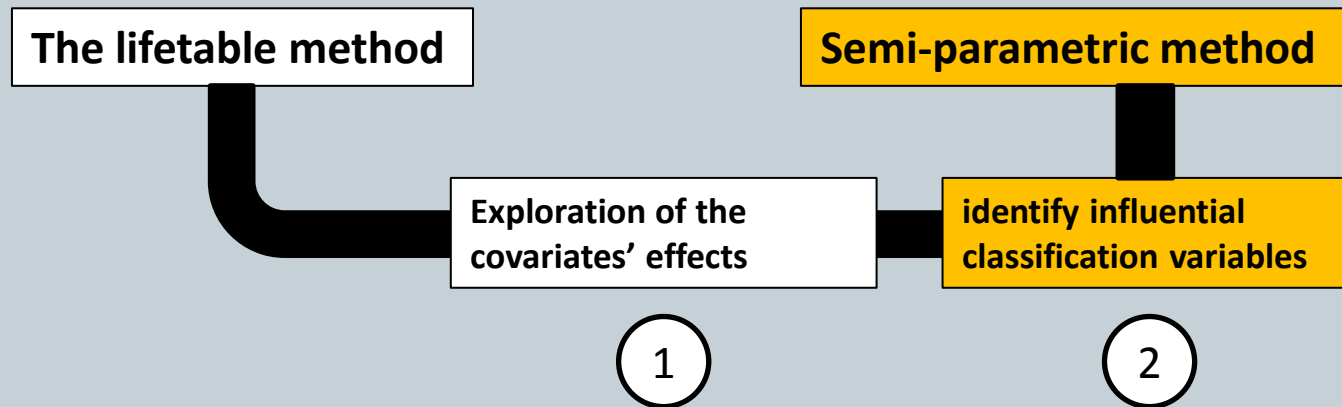 The lifetable method
Semi-parametric method
Exploration of the
covariates’ effects
identify influential
classification variables
1
2